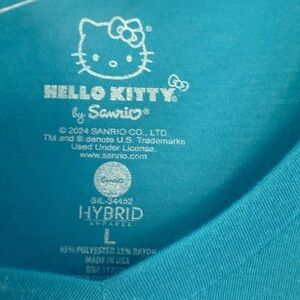 HELLO KITTY
by Sanrio
© 2024 SANRIO CO., LTD.
TM and ® denote U.S. Trademarks
Used Under License.
www.sanrio.com
Sanrio
SIL-34452
HYBRID
APPAREL
L
65% POLYESTER 35% RAYON
MADE IN USA